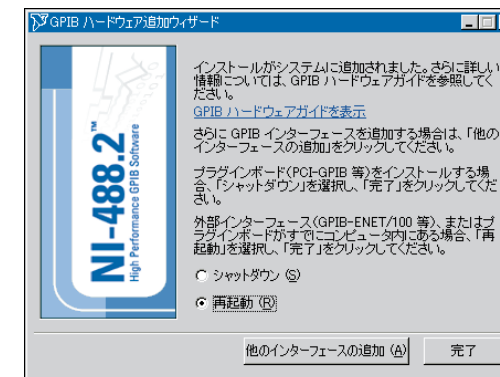 GPIB ハードウェア追加ウィザード
NI-488.2™
High Performance GPIB Software
インストールがシステムに追加されました。さらに詳しい
情報については、GPIB ハードウェアガイドを参照してく
ださい。
GPIB ハードウェアガイドを表示
さらに GPIB インターフェースを追加する場合は、「他の
インターフェースの追加」をクリックしてください。
プラグインボード(PCI-GPIB 等)をインストールする場
合、「シャットダウン」を選択し、「完了」をクリックしてくだ
さい。
外部インターフェース(GPIB-ENET/100 等)、またはプ
ラグインボードがすでにコンピュータ内にある場合、「再
起動」を選択し、「完了」をクリックしてください。
シャットダウン (S)
再起動 (R)
他のインターフェースの追加 (A)
完了